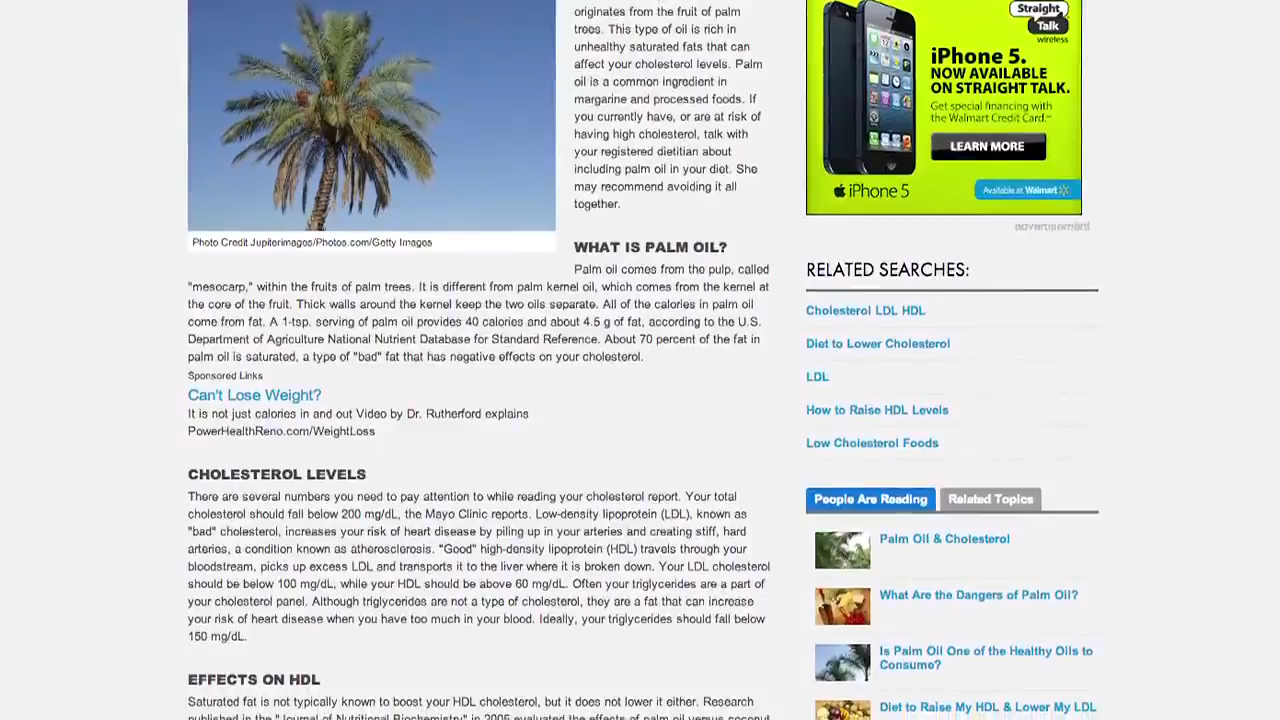 originates from the fruit of palm
trees. This type of oil is rich in
unhealthy saturated fats that can
affect your cholesterol levels. Palm
oil is a common ingredient in
margarine and processed foods. If
you currently have, or are at risk of
having high cholesterol, talk with
your registered dietitian about
including palm oil in your diet. She
may recommend avoiding it all
together.
Photo Credit Jupiterimages/Photos.com/Getty Images
WHAT IS PALM OIL?
Palm oil comes from the pulp, called
"mesocarp," within the fruits of palm trees. It is different from palm kernel oil, which comes from the kernel at
the core of the fruit. Thick walls around the kernel keep the two oils separate. All of the calories in palm oil
come from fat. A 1-tsp. serving of palm oil provides 40 calories and about 4.5 g of fat, according to the U.S.
Department of Agriculture National Nutrient Database for Standard Reference. About 70 percent of the fat in
palm oil is saturated, a type of "bad" fat that has negative effects on your cholesterol.
Sponsored Links
Can't Lose Weight?
It is not just calories in and out Video by Dr. Rutherford explains
PowerHealthReno.com/WeightLoss
CHOLESTEROL LEVELS
There are several numbers you need to pay attention to while reading your cholesterol report. Your total
cholesterol should fall below 200 mg/dL, the Mayo Clinic reports. Low-density lipoprotein (LDL), known as
"bad" cholesterol, increases your risk of heart disease by piling up in your arteries and creating stiff, hard
arteries, a condition known as atherosclerosis. "Good" high-density lipoprotein (HDL) travels through your
bloodstream, picks up excess LDL and transports it to the liver where it is broken down. Your LDL cholesterol
should be below 100 mg/dL, while your HDL should be above 60 mg/dL. Often your triglycerides are a part of
your cholesterol panel. Although triglycerides are not a type of cholesterol, they are a fat that can increase
your risk of heart disease when you have too much in your blood. Ideally, your triglycerides should fall below
150 mg/dL.
EFFECTS ON HDL
Saturated fat is not typically known to boost your HDL cholesterol, but it does not lower it either. Research
published in the "Journal of Nutritional Biochemistry" in 2005 evaluated the effects of palm oil versus coconut
Straight
Talk
wireless
iPhone 5.
NOW AVAILABLE
ON STRAIGHT TALK.
Get special financing with
the Walmart Credit Card.
LEARN MORE
iPhone 5
Available at Walmart
advertisement
RELATED SEARCHES:
Cholesterol LDL HDL
Diet to Lower Cholesterol
LDL
How to Raise HDL Levels
Low Cholesterol Foods
People Are Reading
Related Topics
Palm Oil & Cholesterol
What Are the Dangers of Palm Oil?
Is Palm Oil One of the Healthy Oils to
Consume?
Diet to Raise My HDL & Lower My LDL